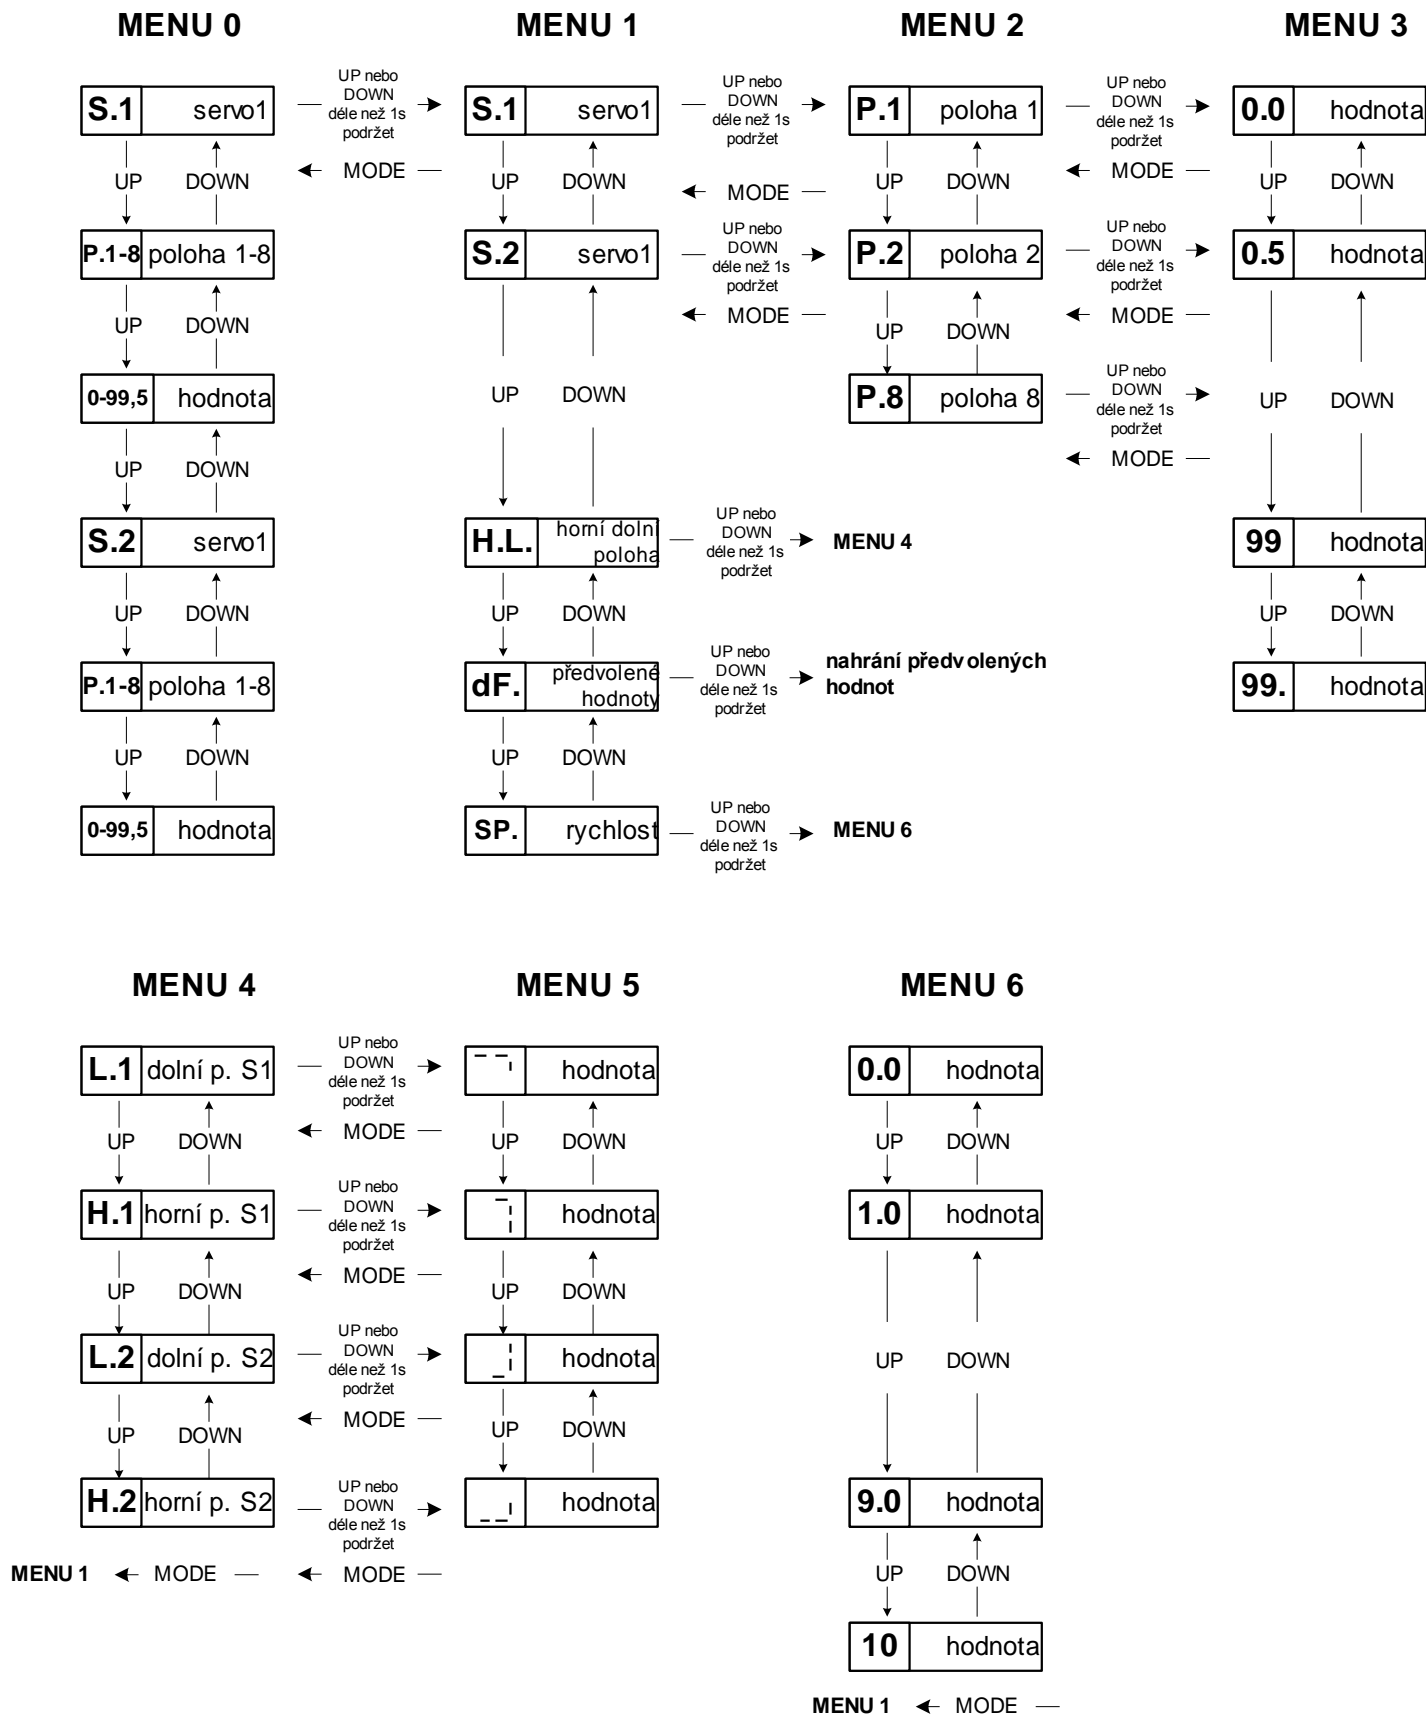 MENU 0
MENU 1
MENU 2
MENU 3
S.1 servo1
UP nebo
DOWN
déle než 1s
podržet
S.1 servo1
UP nebo
DOWN
déle než 1s
podržet
P.1 poloha 1
UP nebo
DOWN
déle než 1s
podržet
0.0 hodnota
UP DOWN
MODE
UP DOWN
MODE
UP DOWN
MODE
UP DOWN
P.1-8 poloha 1-8
S.2 servo1
UP nebo
DOWN
déle než 1s
podržet
P.2 poloha 2
UP nebo
DOWN
déle než 1s
podržet
0.5 hodnota
MODE
MODE
UP DOWN
UP DOWN
0-99,5 hodnota
UP DOWN
P.8 poloha 8
UP nebo
DOWN
déle než 1s
podržet
UP DOWN
MODE
UP DOWN
S.2 servo1
H.L. horní dolní
poloha
UP nebo
DOWN
déle než 1s
podržet
MENU 4
99 hodnota
UP DOWN
UP DOWN
UP DOWN
P.1-8 poloha 1-8
dF. předvolené
hodnoty
UP nebo
DOWN
déle než 1s
podržet
nahrání předvolených
hodnot
99. hodnota
UP DOWN
UP DOWN
0-99,5 hodnota
SP. rychlost
UP nebo
DOWN
déle než 1s
podržet
MENU 6
MENU 4
MENU 5
MENU 6
L.1 dolní p. S1
UP nebo
DOWN
déle než 1s
podržet
hodnota
0.0 hodnota
UP DOWN
MODE
UP DOWN
UP DOWN
H.1 horní p. S1
UP nebo
DOWN
déle než 1s
podržet
hodnota
1.0 hodnota
UP DOWN
MODE
UP DOWN
L.2 dolní p. S2
UP nebo
DOWN
déle než 1s
podržet
hodnota
UP DOWN
UP DOWN
MODE
UP DOWN
H.2 horní p. S2
UP nebo
DOWN
déle než 1s
podržet
hodnota
9.0 hodnota
MENU 1 MODE
MODE
UP DOWN
10 hodnota
MENU 1 MODE